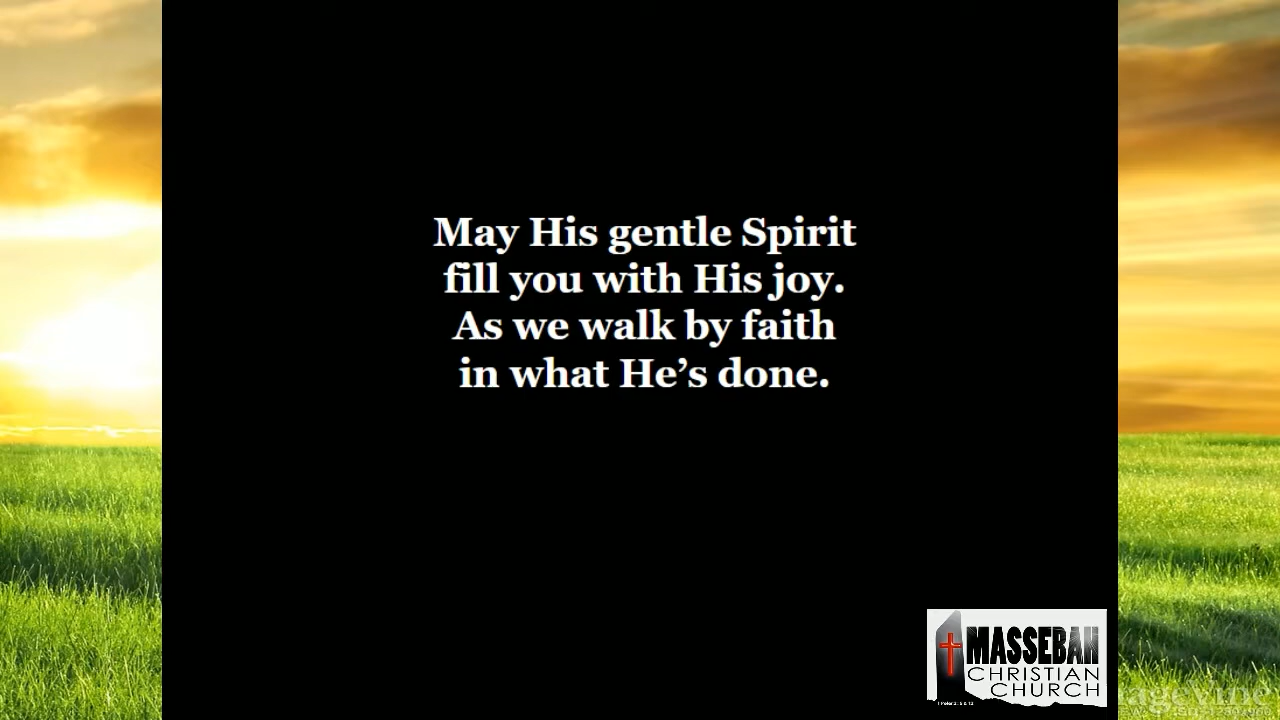 May His gentle Spirit
fill you with His joy.
As we walk by faith
in what He’s done.
MASSEBAH
CHRISTIAN
CHURCH